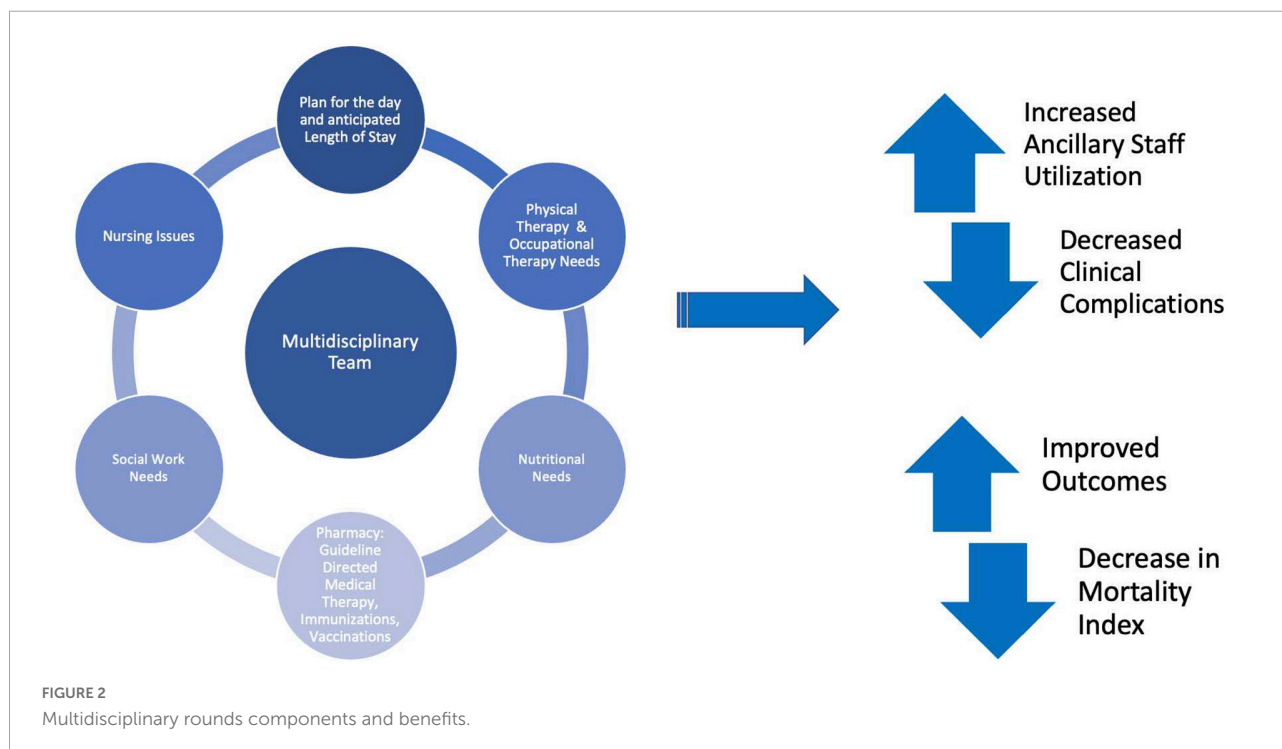 Plan for the day
and anticipated
Length of Stay
Physical
Therapy &
Occupational
Therapy Needs
Nutritional
Needs
Pharmacy:
Guideline
Directed
Medical
Therapy,
Immunizations,
Vaccinations
Social Work
Needs
Nursing Issues
Multidisciplinary
Team
Increased
Ancillary Staff
Utilization
Decreased
Clinical
Complications
Improved
Outcomes
Decrease in
Mortality
Index
FIGURE 2
Multidisciplinary rounds components and benefits.